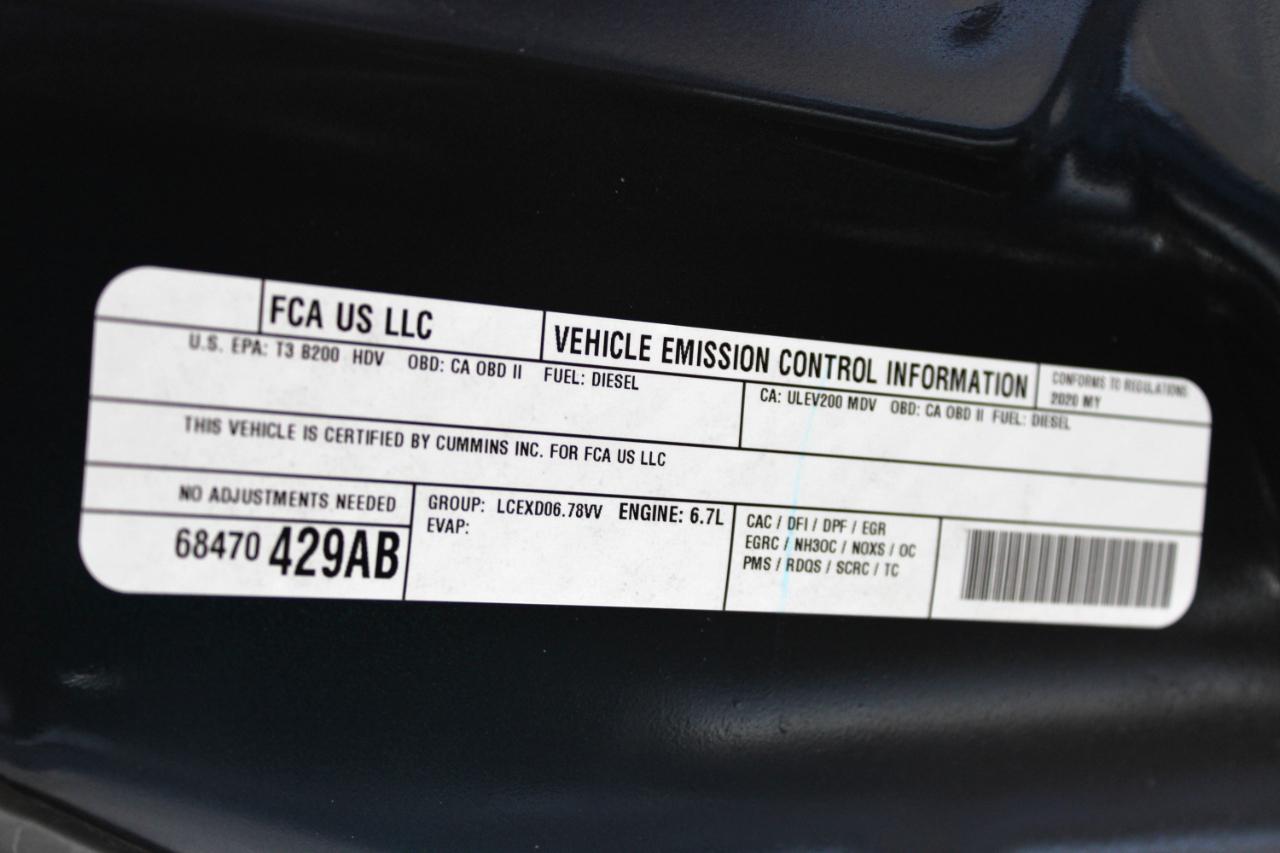 FCA US LLC
VEHICLE EMISSION CONTROL INFORMATION
CONFORMS TO REGULATIONS
2020 MY
U.S. EPA: T3 B200 HDV OBD: CA OBD II FUEL: DIESEL
CA: ULEV200 MDV OBD: CA OBD II FUEL: DIESEL
THIS VEHICLE IS CERTIFIED BY CUMMINS INC. FOR FCA US LLC
NO ADJUSTMENTS NEEDED
68470 429AB
GROUP: LCEXD06.78VV ENGINE: 6.7L
EVAP:
CAC / DFI / DPF / EGR
EGRC / NH3OC / NOXS / OC
PMS / RDQS / SCRC / TC